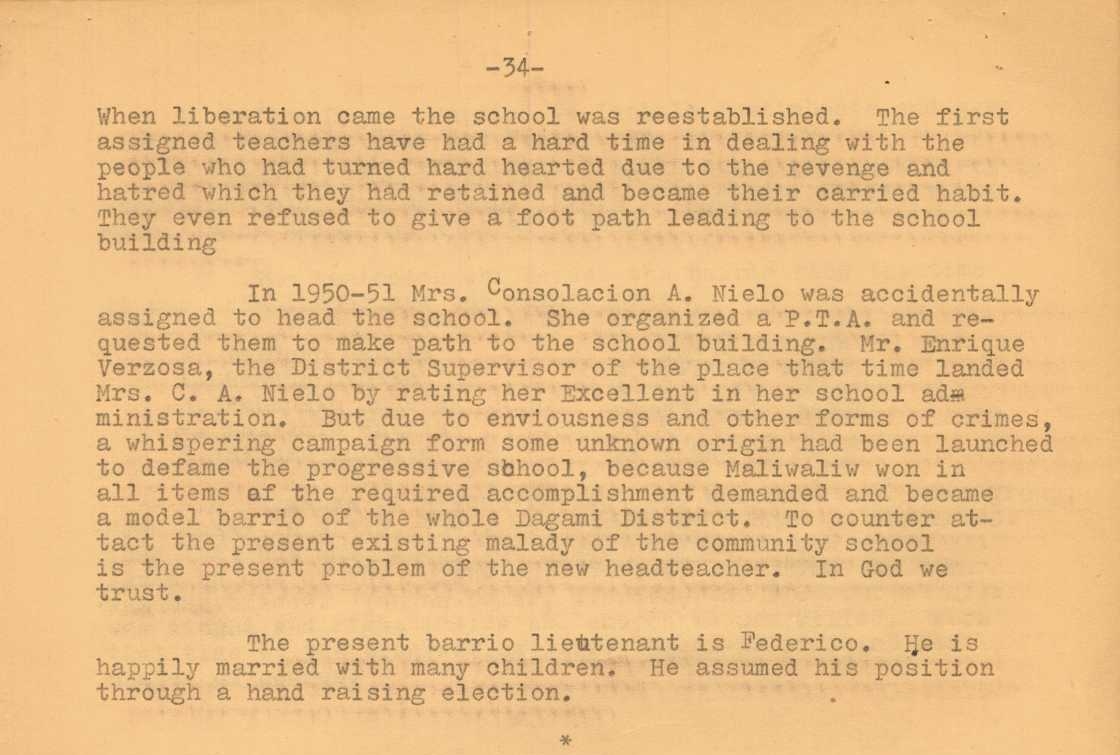 -34-
When liberation came the school was reestablished. The first
assigned teachers have had a hard time in dealing with the
people who had turned hard hearted due to the revenge and
hatred which they had retained and became their carried habit.
They even refused to give a foot path leading to the school
building
In 1950-51 Mrs. Consolacion A. Nielo was accidentally
assigned to head the school. She organized a P.T.A. and re-
quested them to make path to the school building. Mr. Enrique
Verzosa, the District Supervisor of the place that time landed
Mrs. C. A. Nielo by rating her Excellent in her school adm
ministration. But due to enviousness and other forms of crimes,
a whispering campaign form some unknown origin had been launched
to defame the progressive school, because Maliwaliw won in
all items of the required accomplishment demanded and became
a model barrio of the whole Dagami District. To counter at-
tact the present existing malady of the community school
is the present problem of the new headteacher. In God we
trust.
The present barrio lieutenant is Federico. He is
happily married with many children. He assumed his position
through a hand raising election.
*